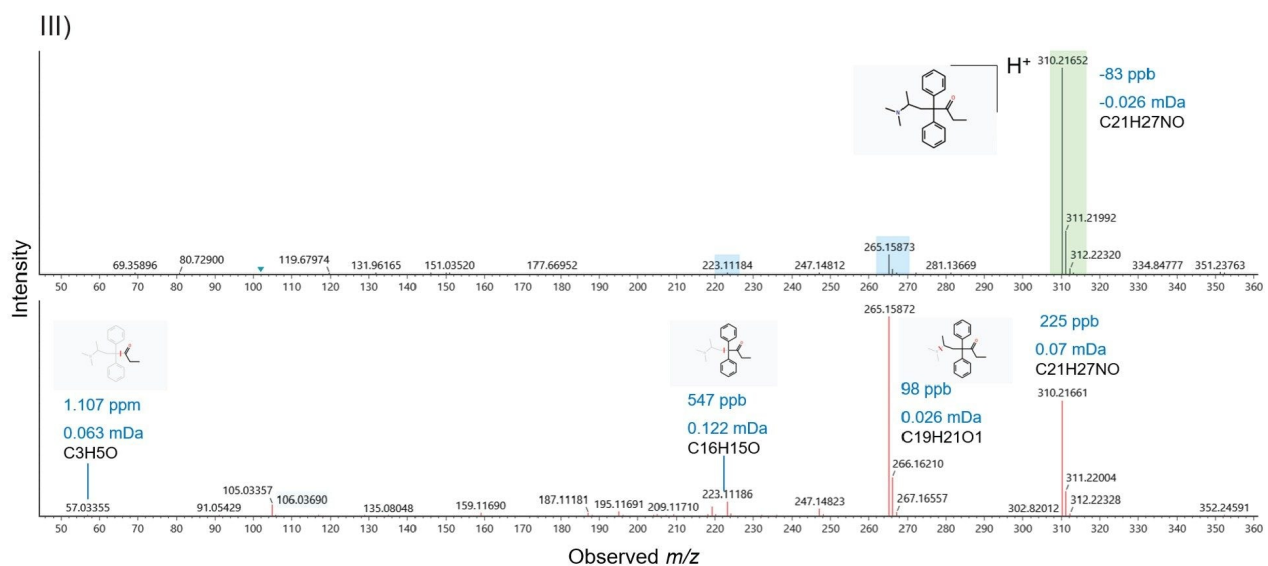 III)
H+
310.21652
-83 ppb
-0.026 mDa
C21H27NO
311.21992
265.15873
312.22320
69.35896
80.72900
119.67974
131.96165
151.03520
177.66952
223.11184
247.14812
281.13669
334.84777
351.23763
50 60 70 80 90 100 110 120 130 140 150 160 170 180 190 200 210 220 230 240 250 260 270 280 290 300 310 320 330 340 350 360
Intensity
265.15872
225 ppb
0.07 mDa
C21H27NO
310.21661
1.107 ppm
0.063 mDa
C3H5O
547 ppb
0.122 mDa
C16H15O
98 ppb
0.026 mDa
C19H21O1
266.16210
311.22004
105.03357
106.03690
187.11181
223.11186
267.16557
312.22328
57.03355
91.05429
135.08048
159.11690
195.11691
209.11710
247.14823
302.82012
352.24591
50 60 70 80 90 100 110 120 130 140 150 160 170 180 190 200 210 220 230 240 250 260 270 280 290 300 310 320 330 340 350 360
Observed m/z